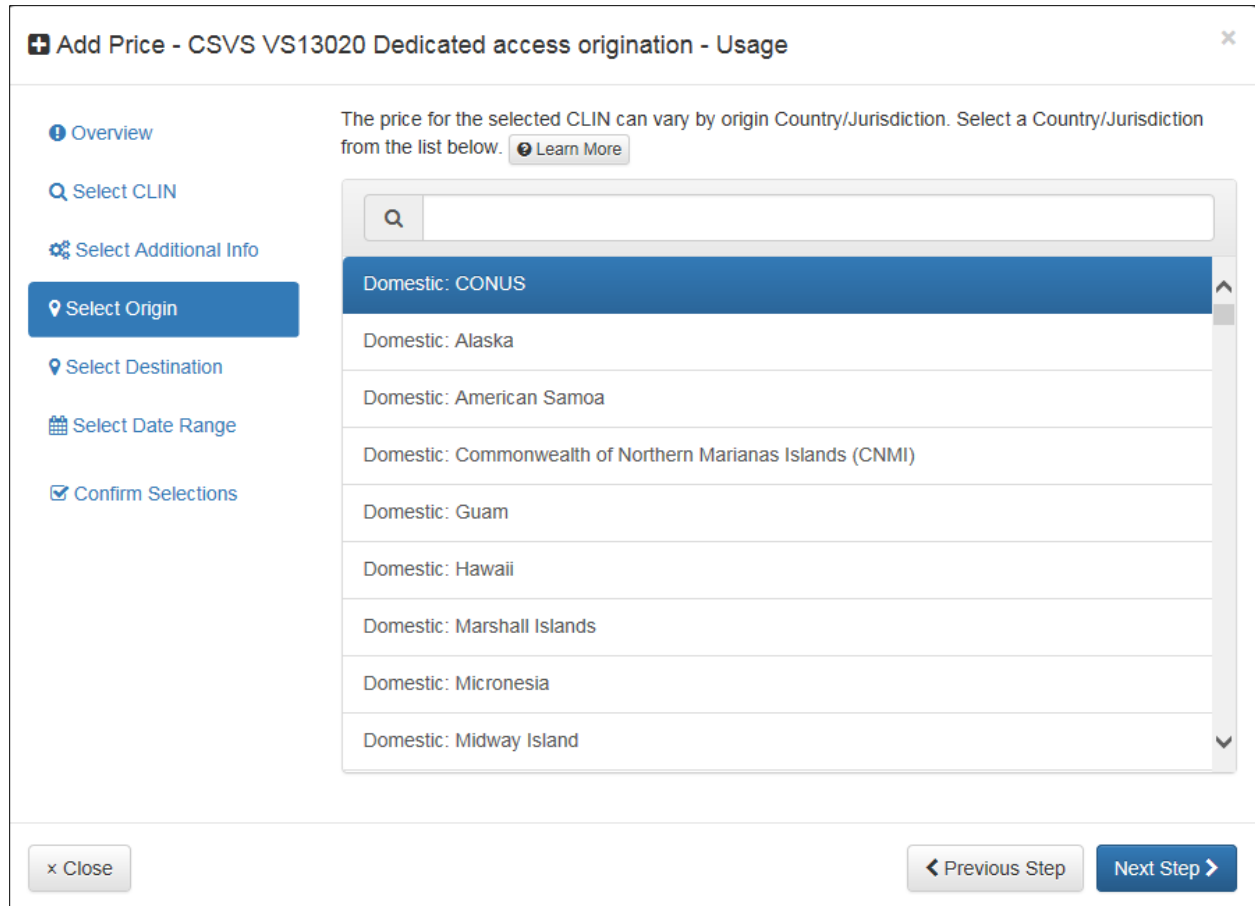 Add Price - CSVS VS13020 Dedicated access origination - Usage
×
Overview
Select CLIN
Select Additional Info
Select Origin
Select Destination
Select Date Range
Confirm Selections
The price for the selected CLIN can vary by origin Country/Jurisdiction. Select a Country/Jurisdiction
from the list below. Learn More
Domestic: CONUS
Domestic: Alaska
Domestic: American Samoa
Domestic: Commonwealth of Northern Marianas Islands (CNMI)
Domestic: Guam
Domestic: Hawaii
Domestic: Marshall Islands
Domestic: Micronesia
Domestic: Midway Island
× Close
Previous Step
Next Step